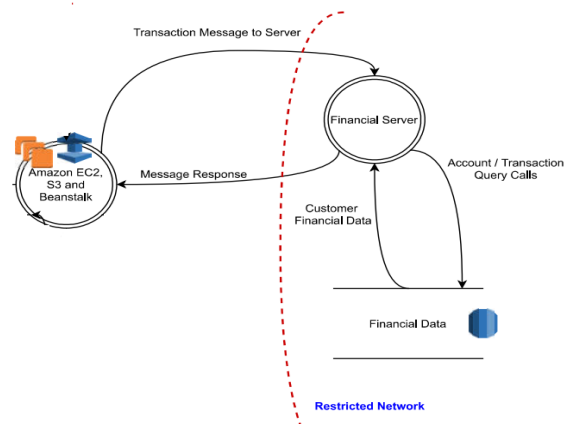 Transaction Message to Server
Financial Server
Amazon EC2,
S3 and
Beanstalk
Message Response
Account / Transaction
Query Calls
Customer
Financial Data
Financial Data
Restricted Network